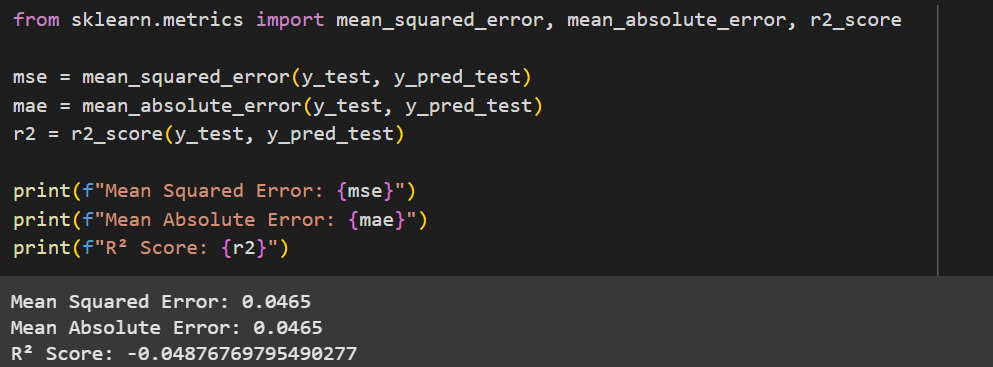 from sklearn.metrics import mean_squared_error, mean_absolute_error, r2_score
mse = mean_squared_error(y_test, y_pred_test)
mae = mean_absolute_error(y_test, y_pred_test)
r2 = r2_score(y_test, y_pred_test)
print(f"Mean Squared Error: {mse}")
print(f"Mean Absolute Error: {mae}")
print(f"R² Score: {r2}")
Mean Squared Error: 0.0465
Mean Absolute Error: 0.0465
R² Score: -0.04876769795490277